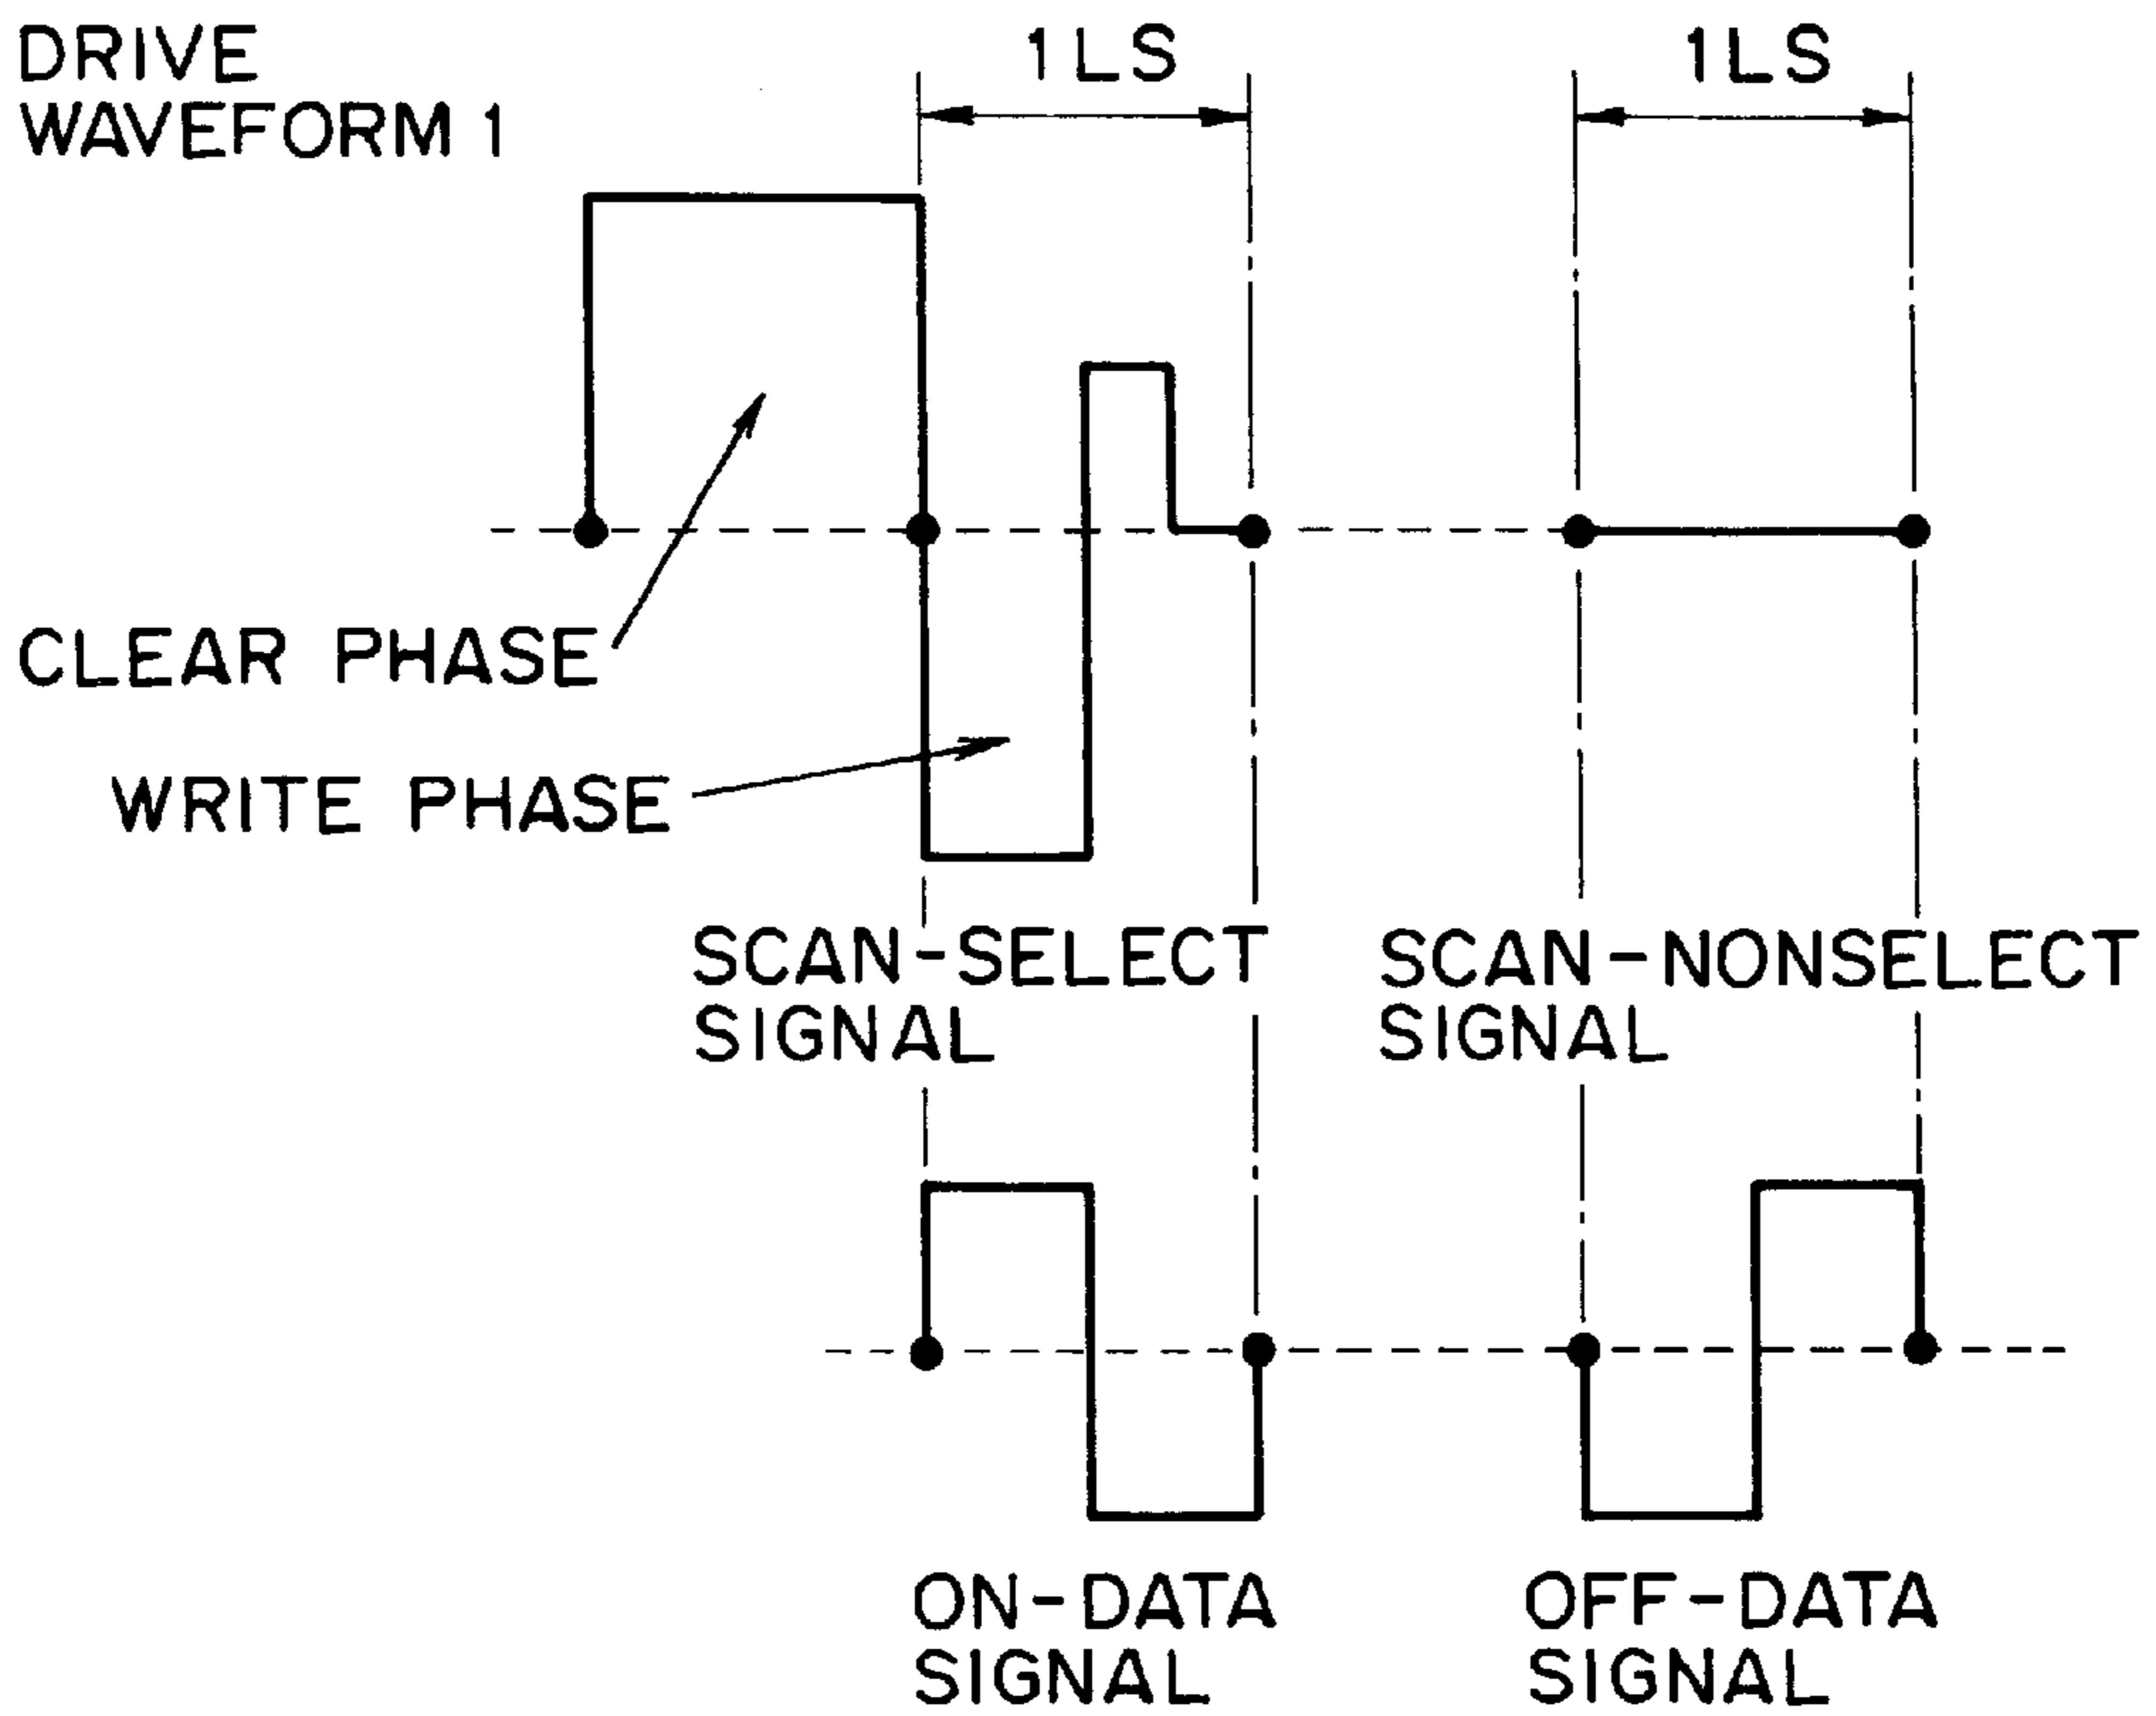 DRIVE
WAVEFORM 1
1LS
1LS
CLEAR PHASE
WRITE PHASE
SCAN-SELECT
SIGNAL
SCAN-NONSELECT
SIGNAL
ON-DATA
SIGNAL
OFF-DATA
SIGNAL